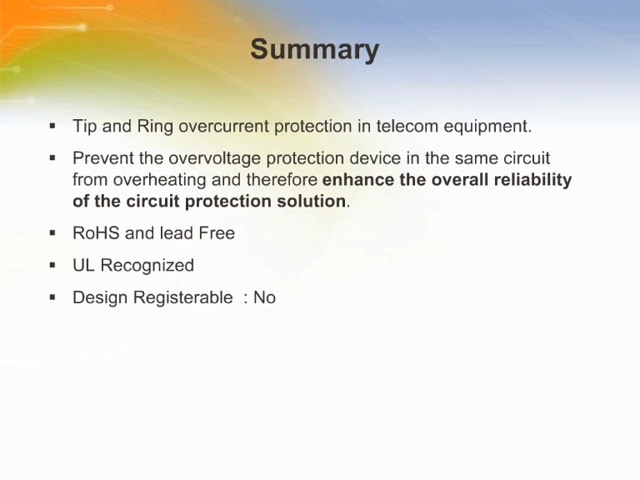 Summary
▪ Tip and Ring overcurrent protection in telecom equipment.
▪ Prevent the overvoltage protection device in the same circuit
from overheating and therefore enhance the overall reliability
of the circuit protection solution.
▪ RoHS and lead Free
▪ UL Recognized
▪ Design Registerable : No